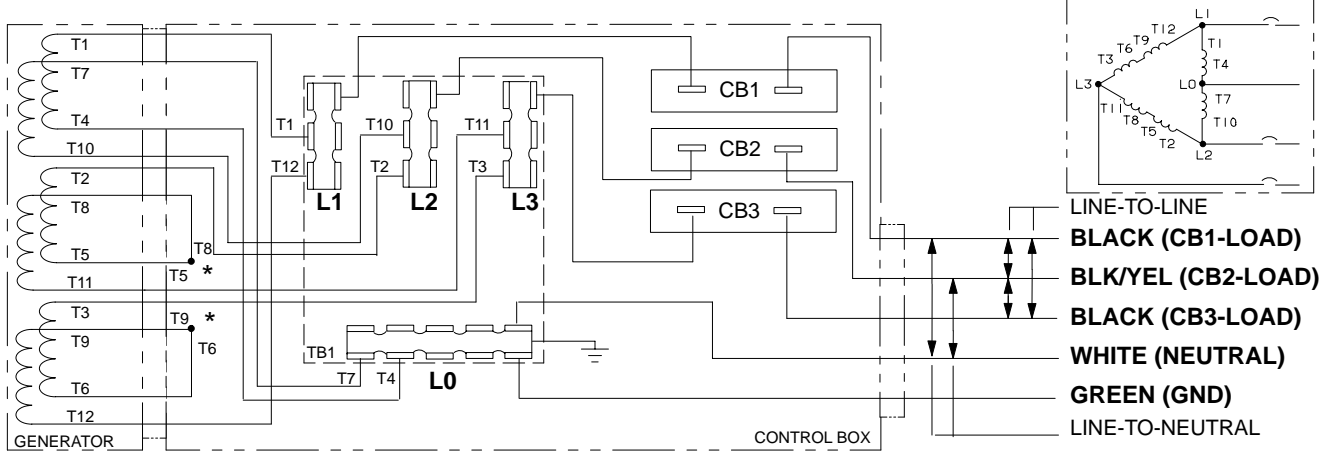 T1
T7
T4
T10
T2
T8
T5
T11
T3
T9
T6
T12
GENERATOR
T8
T5 *
T9 *
T6
T1
T12
L1
T10
T2
L2
T11
T3
L3
TB1
T7
T4
L0
CB1
CB2
CB3
CONTROL BOX
L1
T12
T9
T6
T3
T1
T4
L3
L0
T7
T10
T11
T8
T5
T2
L2
LINE-TO-LINE
BLACK (CB1-LOAD)
BLK/YEL (CB2-LOAD)
BLACK (CB3-LOAD)
WHITE (NEUTRAL)
GREEN (GND)
LINE-TO-NEUTRAL